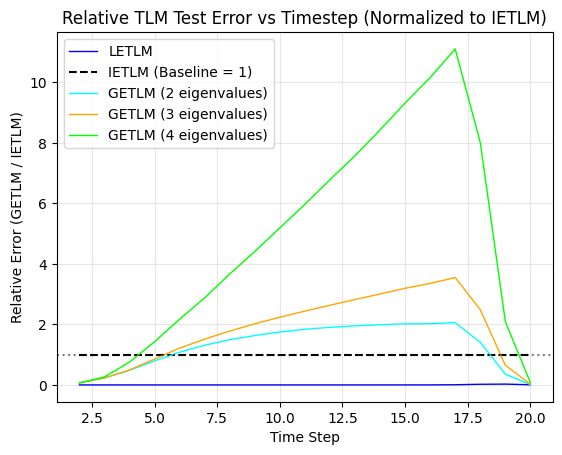 Relative TLM Test Error vs Timestep (Normalized to IETLM)
LETLM
IETLM (Baseline = 1)
GETLM (2 eigenvalues)
GETLM (3 eigenvalues)
GETLM (4 eigenvalues)
Relative Error (GETLM / IETLM)
10
8
6
4
2
0
2.5 5.0 7.5 10.0 12.5 15.0 17.5 20.0
Time Step